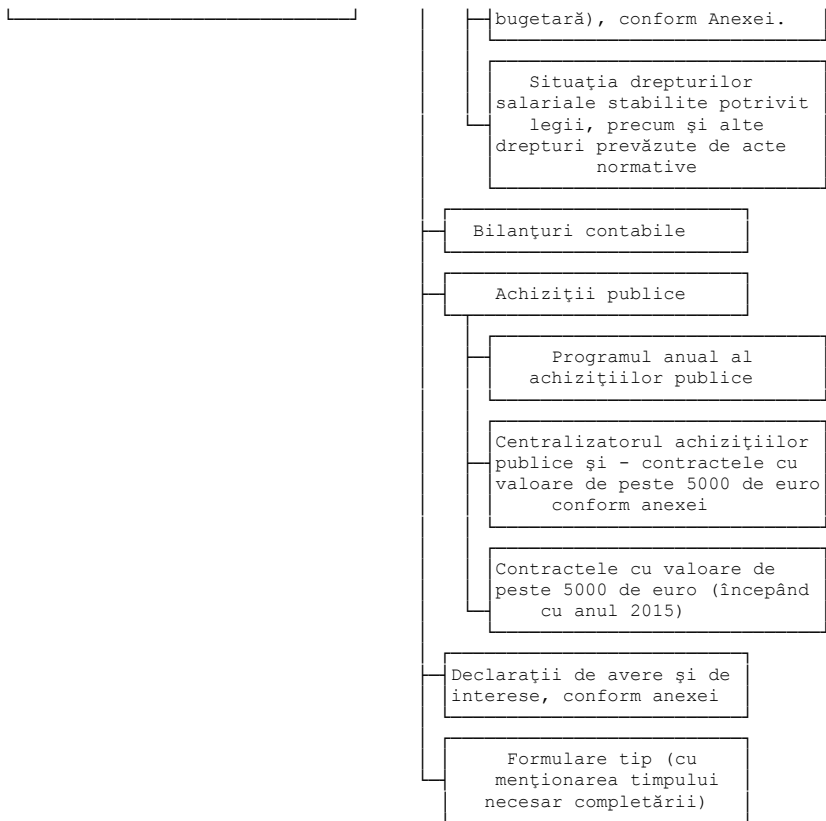 bugetară), conform Anexei.
Situaţia drepturilor
salariale stabilite potrivit
legii, precum şi alte
drepturi prevăzute de acte
normative
Bilanţuri contabile
Achiziţii publice
Programul anual al
achiziţiilor publice
Centralizatorul achiziţiilor
publice şi - contractele cu
valoare de peste 5000 de euro
conform anexei
Contractele cu valoare de
peste 5000 de euro (începând
cu anul 2015)
Declaraţii de avere şi de
interese, conform anexei
Formulare tip (cu
menţionarea timpului
necesar completării)